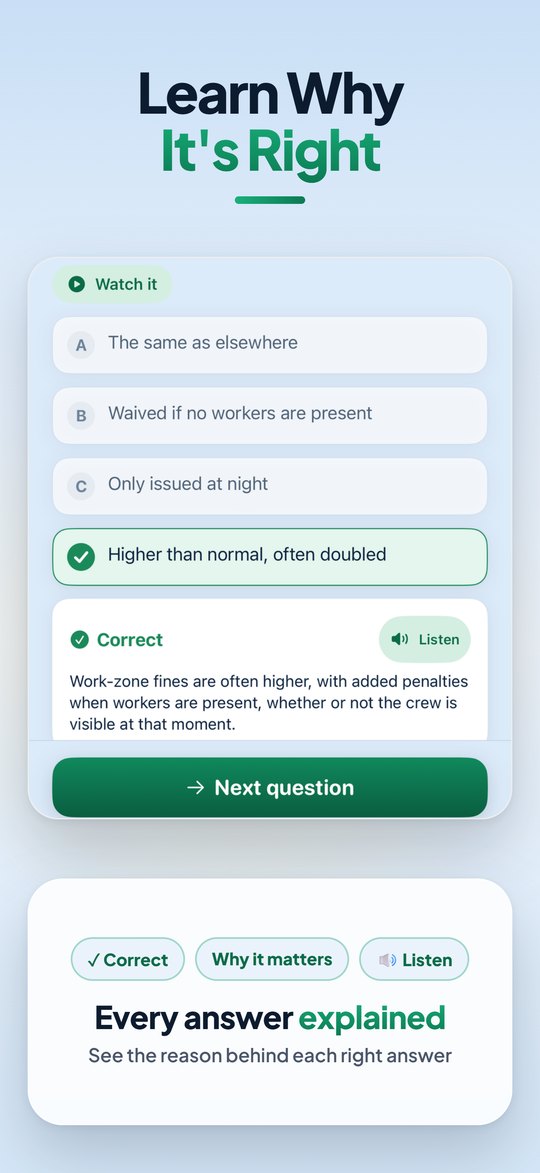 Learn Why
It's Right
Watch it
A The same as elsewhere
B Waived if no workers are present
C Only issued at night
Higher than normal, often doubled
Correct
Listen
Work-zone fines are often higher, with added penalties
when workers are present, whether or not the crew is
visible at that moment.
→ Next question
✓ Correct
Why it matters
🔊 Listen
Every answer explained
See the reason behind each right answer